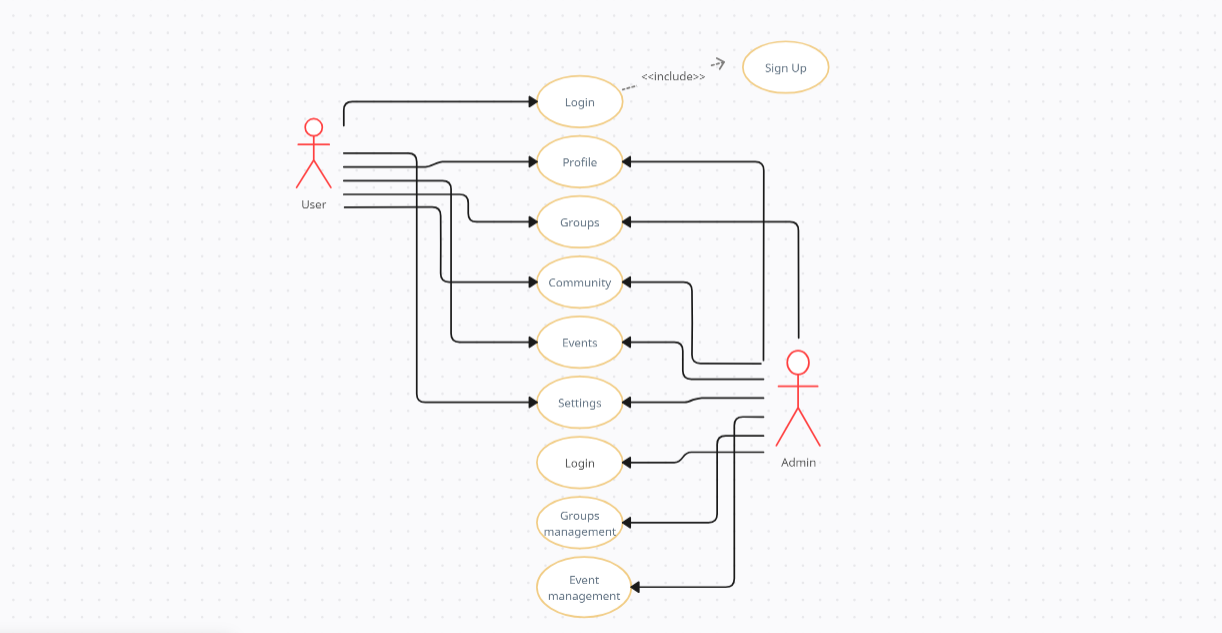 Sign Up
<<include>>
Login
Profile
User
Groups
Community
Events
Settings
Login
Admin
Groups
management
Event
management